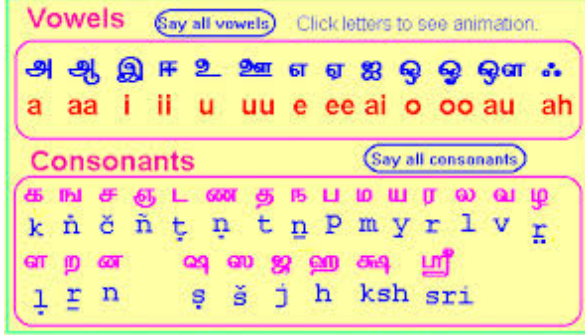 Vowels Say all vowels Click letters to see animation.
அ ஆ இ ஈ உ ஊ எ ஏ ஐ ஒ ஓ ஔ ஃ
a aa i ii u uu e ee ai o oo au ah
Consonants Say all consonants
க ங ச ஞ ட ண த ந ப ம ய ர ல வ ழ
k ñ č ñ ṭ ṇ t ṉ p m y r l v r̤
ள ற ன ஷ ஸ ஜ ஹ க்ஷ ஸ்ரீ
ḷ ṟ n ṣ š j h ksh sri